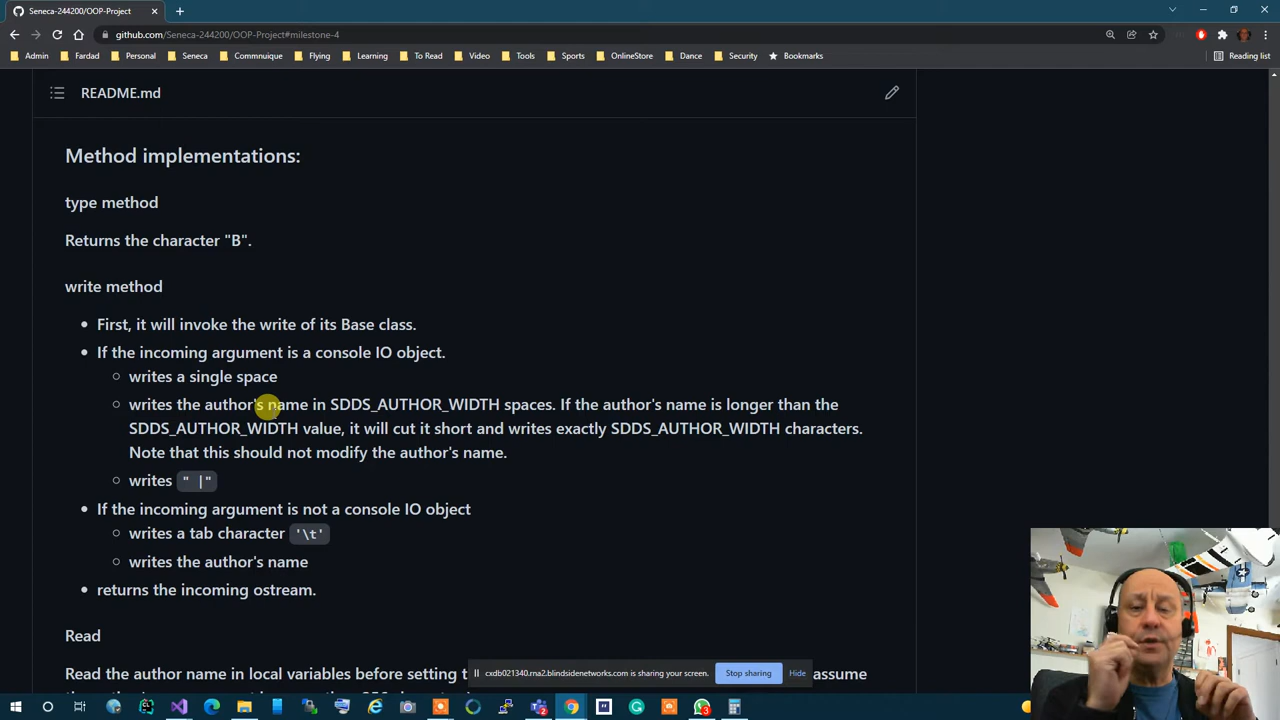 Seneca-244200/OOP-Project
github.com/Seneca-244200/OOP-Project#milestone-4
Admin Fardad Personal Seneca Commnuique Flying Learning To Read Video Tools Sports OnlineStore Dance Security Bookmarks Reading list
README.md
Method implementations:
type method
Returns the character "B".
write method
First, it will invoke the write of its Base class.
If the incoming argument is a console IO object.
writes a single space
writes the author's name in SDDS_AUTHOR_WIDTH spaces. If the author's name is longer than the
SDDS_AUTHOR_WIDTH value, it will cut it short and writes exactly SDDS_AUTHOR_WIDTH characters.
Note that this should not modify the author's name.
writes " |"
If the incoming argument is not a console IO object
writes a tab character '\t'
writes the author's name
returns the incoming ostream.
Read
Read the author name in local variables before setting t assume
cxdb021340.rna2.blindsidenetworks.com is sharing your screen. Stop sharing Hide